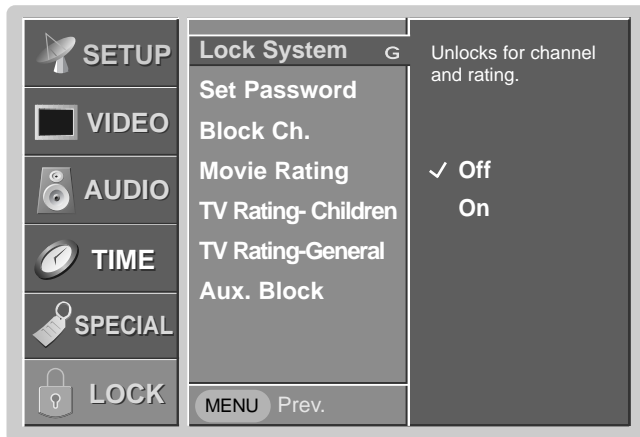 SETUP
VIDEO
AUDIO
TIME
SPECIAL
LOCK
Lock System G
Set Password
Block Ch.
Movie Rating
TV Rating- Children
TV Rating-General
Aux. Block
MENU Prev.
Unlocks for channel
and rating.
✓ Off
On